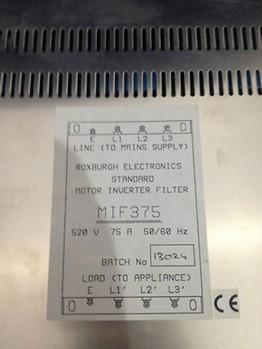 E L1 L2 L3
LINE (TO MAINS SUPPLY)
ROXBURGH ELECTRONICS
STANDARD
MOTOR INVERTER FILTER
MIF375
520 V 75 A 50/60 Hz
BATCH No 13024
LOAD (TO APPLIANCE)
E L1' L2' L3'
CE